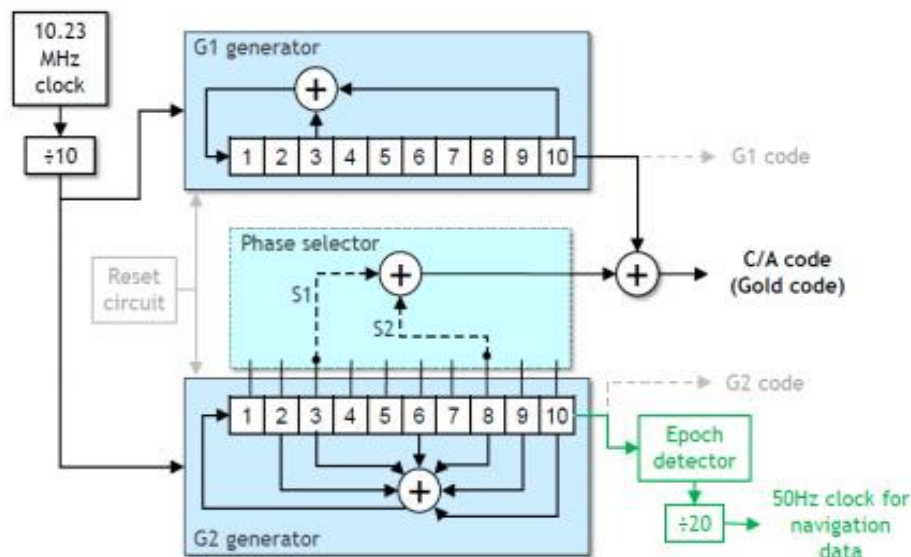 10.23
MHz
clock
÷10
G1 generator
+
1 2 3 4 5 6 7 8 9 10
G1 code
Phase selector
S1
+
S2
+
C/A code
(Gold code)
Reset
circuit
G2 code
1 2 3 4 5 6 7 8 9 10
+
G2 generator
Epoch
detector
÷20
50Hz clock for
navigation
data